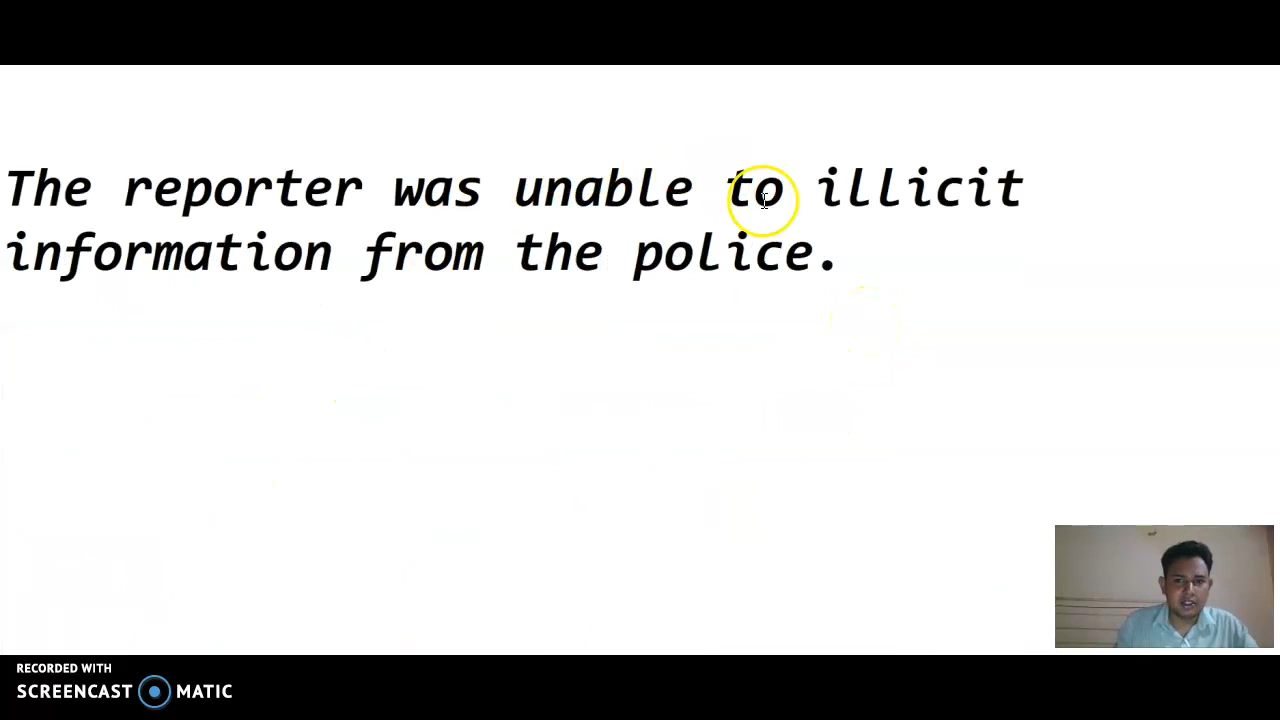 The reporter was unable to illicit
information from the police.
RECORDED WITH
SCREENCAST MATIC